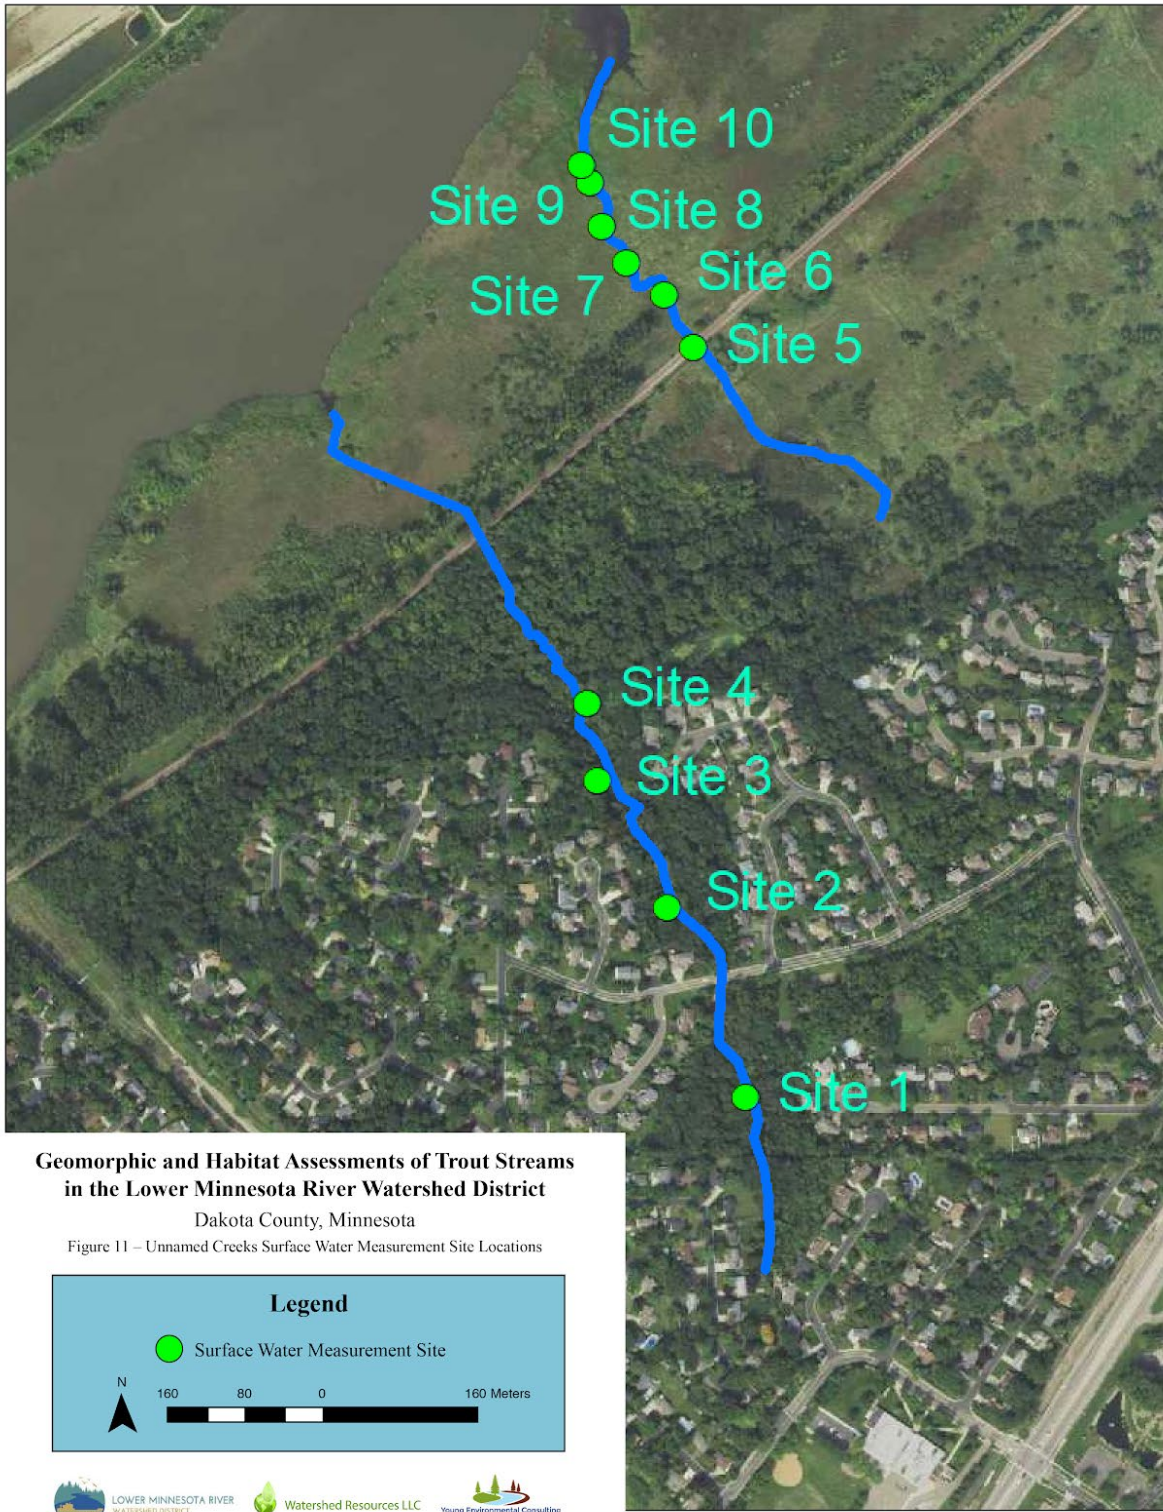 Site 10
Site 9
Site 8
Site 6
Site 7
Site 5
Site 4
Site 3
Site 2
Site 1
Geomorphic and Habitat Assessments of Trout Streams
in the Lower Minnesota River Watershed District
Dakota County, Minnesota
Figure 11 – Unnamed Creeks Surface Water Measurement Site Locations
Legend
Surface Water Measurement Site
N
160 80 0 160 Meters
LOWER MINNESOTA RIVER
WATERSHED DISTRICT
Watershed Resources LLC
Young Environmental Consulting